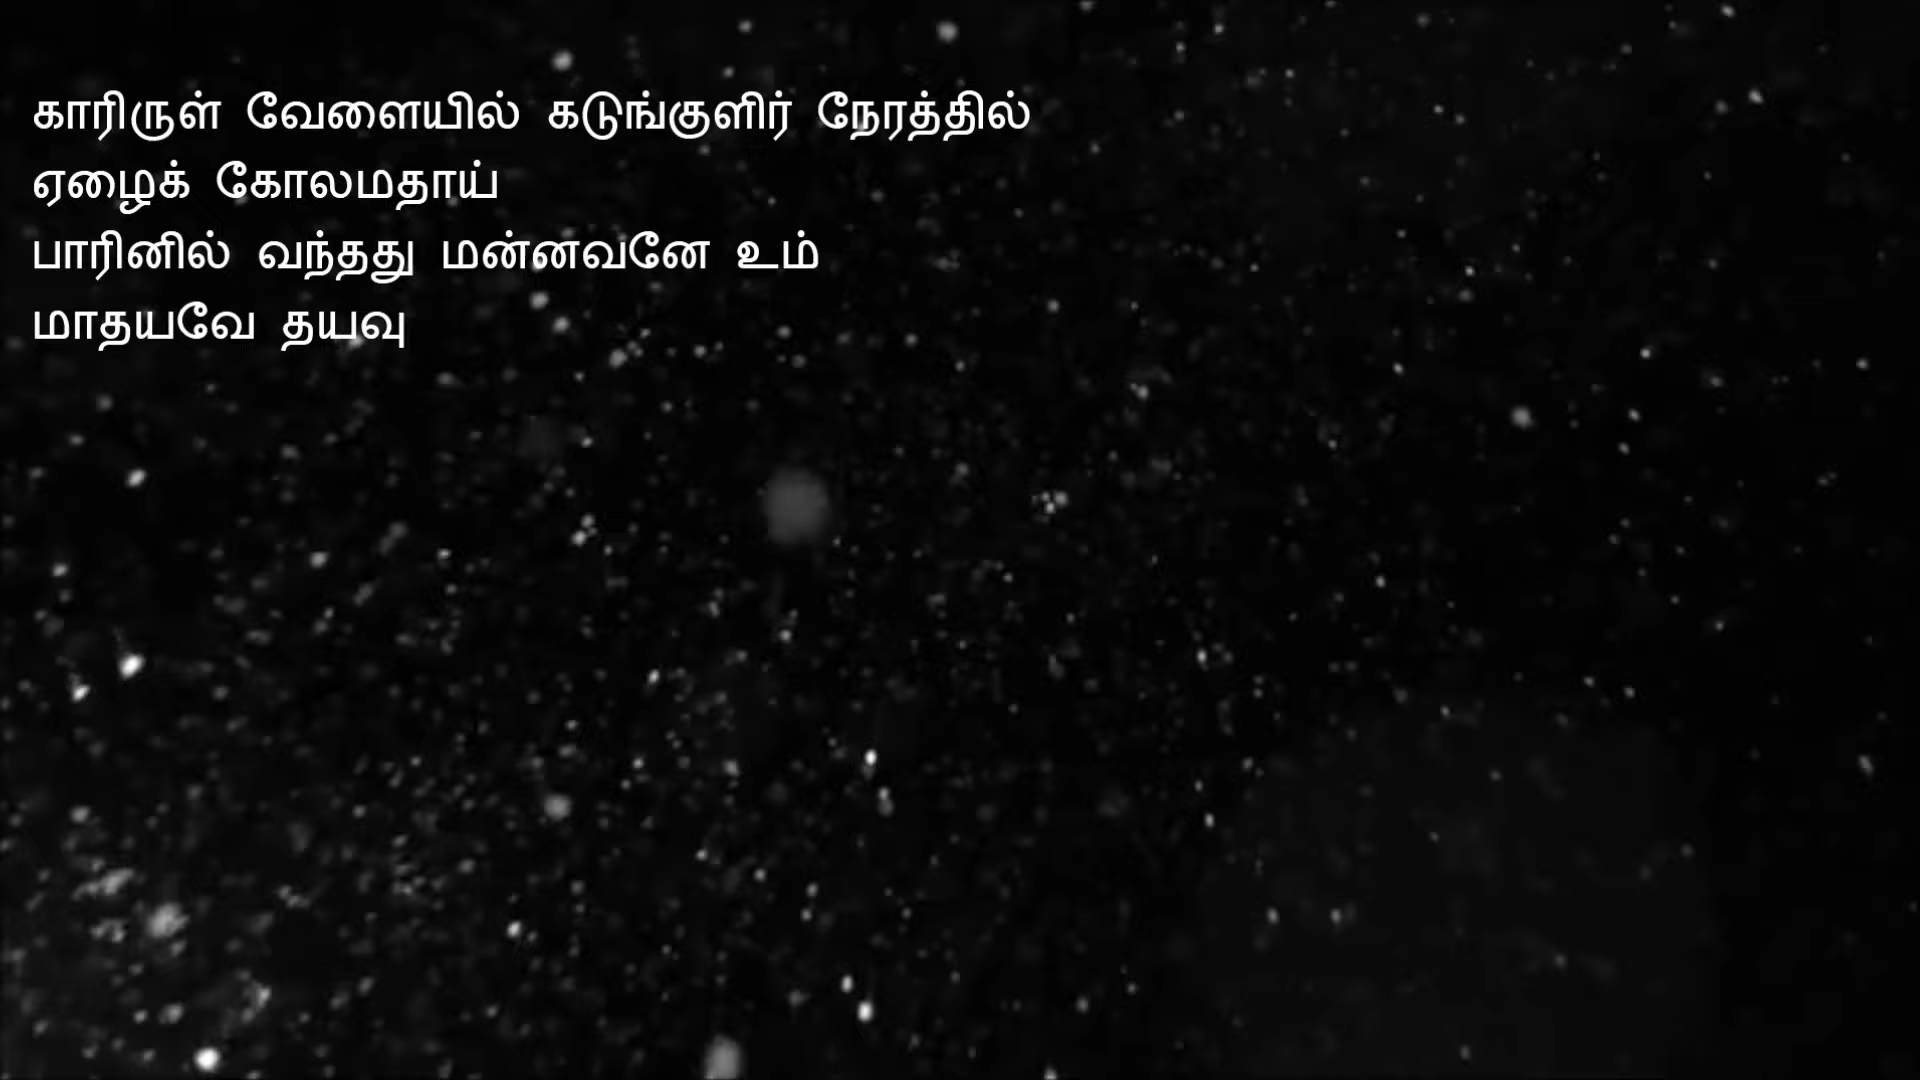 காரிருள் வேளையில் கடுங்குளிர் நேரத்தில்
ஏழைக் கோலமதாய்
பாரினில் வந்தது மன்னவனே உம்
மாதயவே தயவு